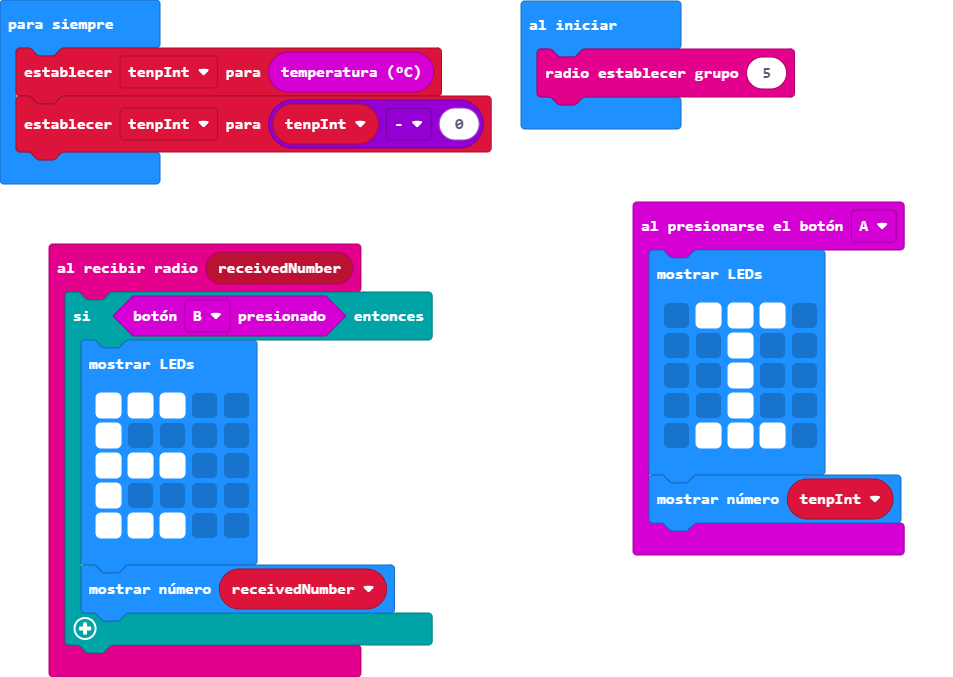 para siempre
establecer tenpInt para temperatura (ºC)
establecer tenpInt para tenpInt - 0
al iniciar
radio establecer grupo 5
al recibir radio receivedNumber
si botón B presionado entonces
mostrar LEDs
mostrar número receivedNumber
al presionarse el botón A
mostrar LEDs
mostrar número tenpInt